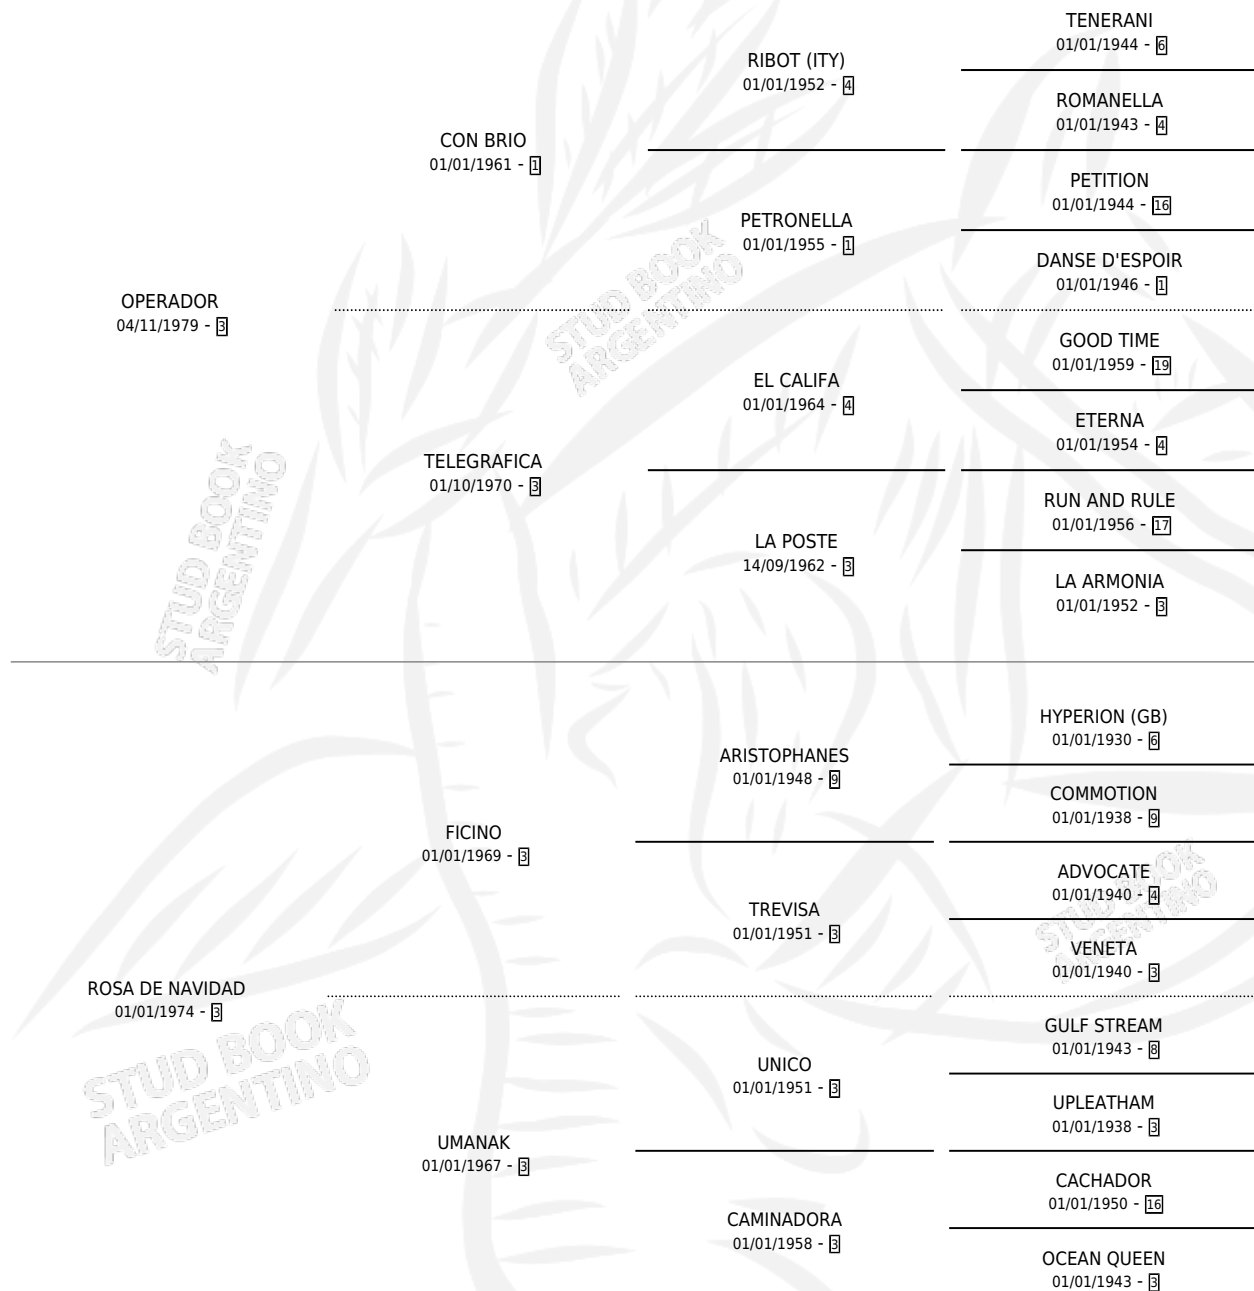 TENERANI
01/01/1944 - 6
RIBOT (ITY)
01/01/1952 - 4
ROMANELLA
01/01/1943 - 4
CON BRIO
01/01/1961 - 1
PETITION
01/01/1944 - 16
PETRONELLA
01/01/1955 - 1
DANSE D'ESPOIR
01/01/1946 - 1
OPERADOR
04/11/1979 - 3
STUD BOOK
ARGENTINO
GOOD TIME
01/01/1959 - 19
EL CALIFA
01/01/1964 - 4
ETERNA
01/01/1954 - 4
TELEGRAFICA
01/10/1970 - 3
RUN AND RULE
01/01/1956 - 17
LA POSTE
14/09/1962 - 3
LA ARMONIA
01/01/1952 - 3
STUD BOOK
ARGENTINO
HYPERION (GB)
01/01/1930 - 6
ARISTOPHANES
01/01/1948 - 9
COMMOTION
01/01/1938 - 9
FICINO
01/01/1969 - 3
ADVOCATE
01/01/1940 - 4
TREVISA
01/01/1951 - 3
VENETA
01/01/1940 - 3
STUD BOOK
ARGENTINO
ROSA DE NAVIDAD
01/01/1974 - 3
GULF STREAM
01/01/1943 - 8
UNICO
01/01/1951 - 3
UPLEATHAM
01/01/1938 - 3
STUD BOOK
ARGENTINO
UMANAK
01/01/1967 - 3
CACHADOR
01/01/1950 - 16
CAMINADORA
01/01/1958 - 3
OCEAN QUEEN
01/01/1943 - 3